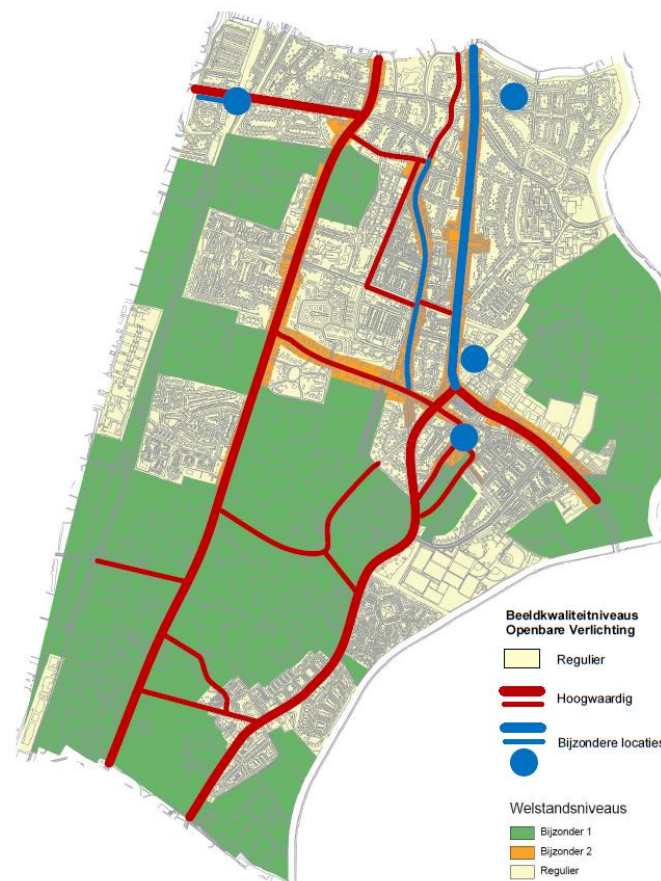 Beeldkwaliteitniveaus
Openbare Verlichting
Regulier
Hoogwaardig
Bijzondere locaties
Welstandsniveaus
Bijzonder 1
Bijzonder 2
Regulier